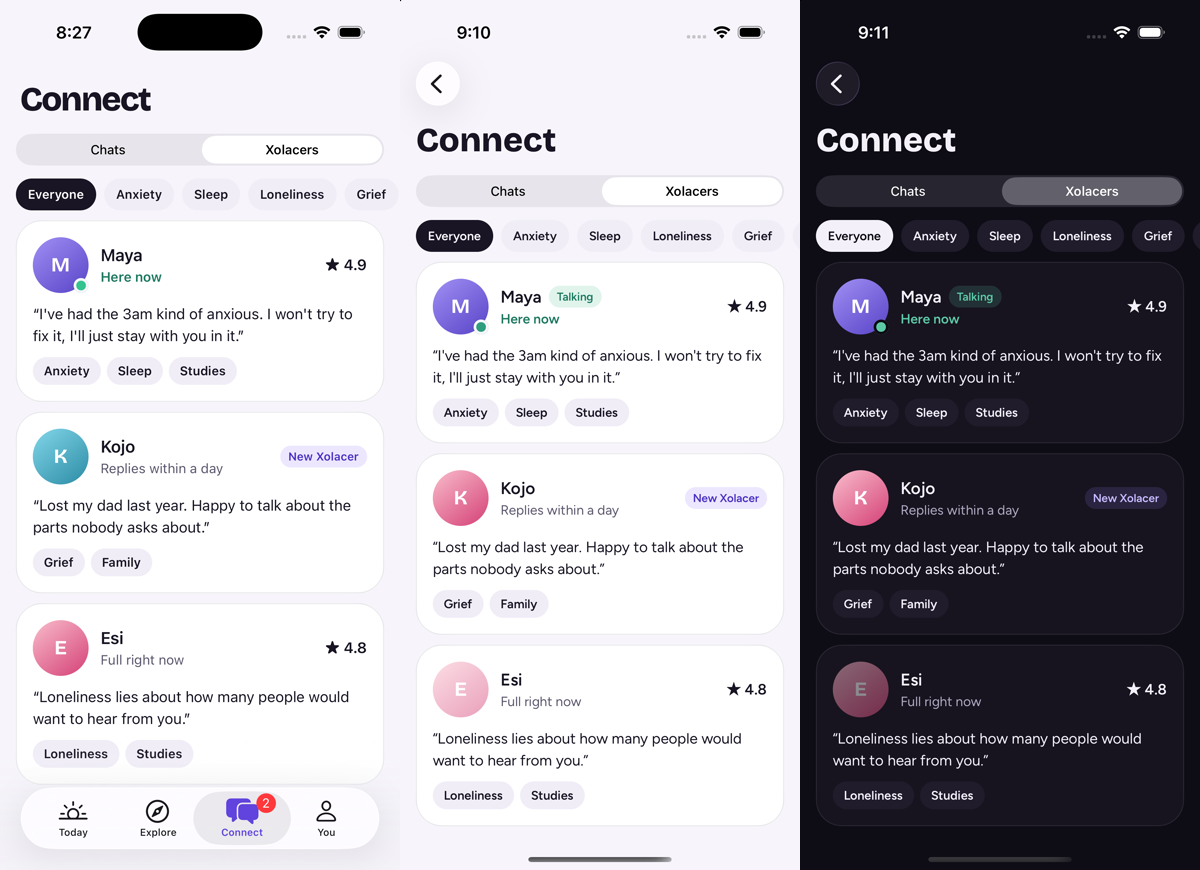 8:27
Connect
Chats
Xolacers
Everyone
Anxiety
Sleep
Loneliness
Grief
M
Maya
Here now
★ 4.9
“I've had the 3am kind of anxious. I won't try to
fix it, I'll just stay with you in it.”
Anxiety
Sleep
Studies
K
Kojo
Replies within a day
New Xolacer
“Lost my dad last year. Happy to talk about the
parts nobody asks about.”
Grief
Family
E
Esi
Full right now
★ 4.8
“Loneliness lies about how many people would
want to hear from you.”
Loneliness
Studies
Today
Explore
Connect
2
You
9:10
Connect
Chats
Xolacers
Everyone
Anxiety
Sleep
Loneliness
Grief
M
Maya
Talking
Here now
★ 4.9
“I've had the 3am kind of anxious. I won't try to fix
it, I'll just stay with you in it.”
Anxiety
Sleep
Studies
K
Kojo
Replies within a day
New Xolacer
“Lost my dad last year. Happy to talk about the
parts nobody asks about.”
Grief
Family
E
Esi
Full right now
★ 4.8
“Loneliness lies about how many people would
want to hear from you.”
Loneliness
Studies
9:11
Connect
Chats
Xolacers
Everyone
Anxiety
Sleep
Loneliness
Grief
M
Maya
Talking
Here now
★ 4.9
“I've had the 3am kind of anxious. I won't try to fix
it, I'll just stay with you in it.”
Anxiety
Sleep
Studies
K
Kojo
Replies within a day
New Xolacer
“Lost my dad last year. Happy to talk about the
parts nobody asks about.”
Grief
Family
E
Esi
Full right now
★ 4.8
“Loneliness lies about how many people would
want to hear from you.”
Loneliness
Studies